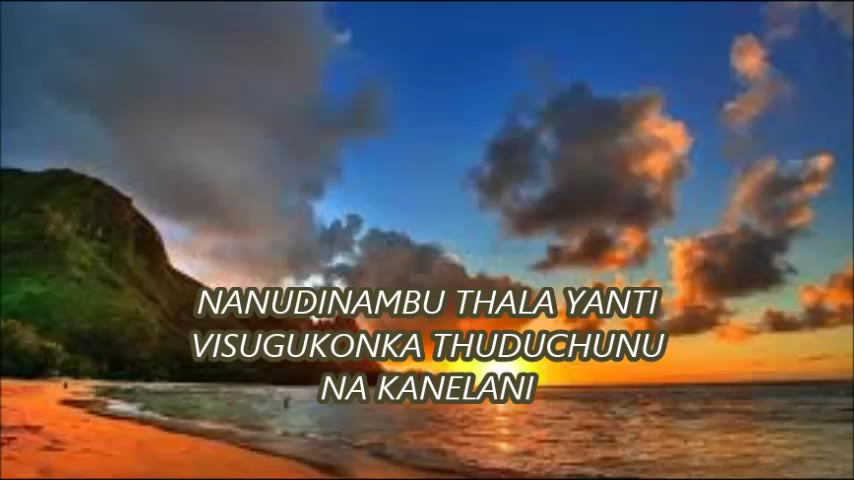 NANUDINAMBU THALA YANTI
VISUGUKONKA THUDUCHUNU
NA KANELANI